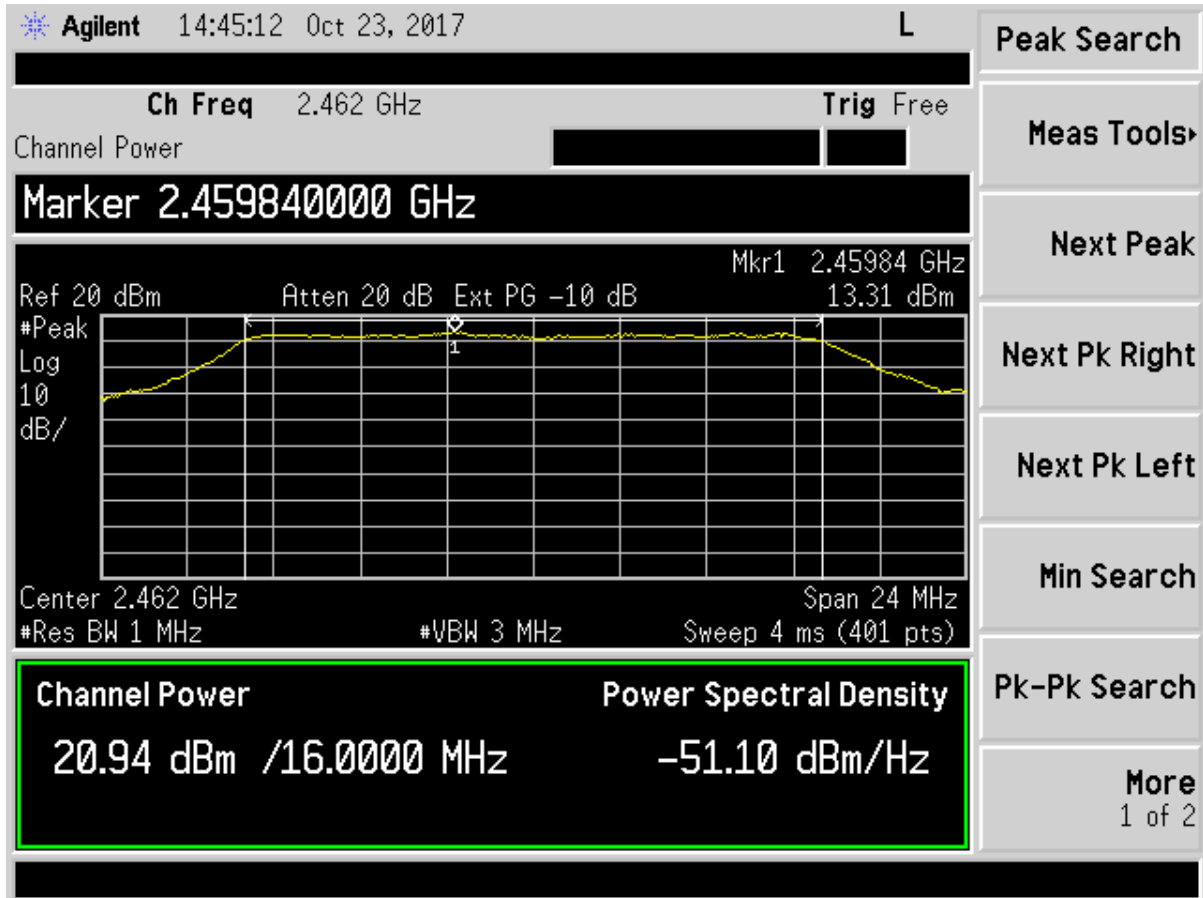 Agilent 14:45:12 Oct 23, 2017 L
Peak Search
Ch Freq 2.462 GHz Trig Free
Channel Power
Meas Tools
Marker 2.459840000 GHz
Next Peak
Mkr1 2.45984 GHz
Ref 20 dBm Atten 20 dB Ext PG -10 dB 13.31 dBm
#Peak
Log
10
dB/
1
Next Pk Right
Next Pk Left
Min Search
Center 2.462 GHz Span 24 MHz
#Res BW 1 MHz #VBW 3 MHz Sweep 4 ms (401 pts)
Pk-Pk Search
Channel Power Power Spectral Density
20.94 dBm /16.0000 MHz -51.10 dBm/Hz
More
1 of 2